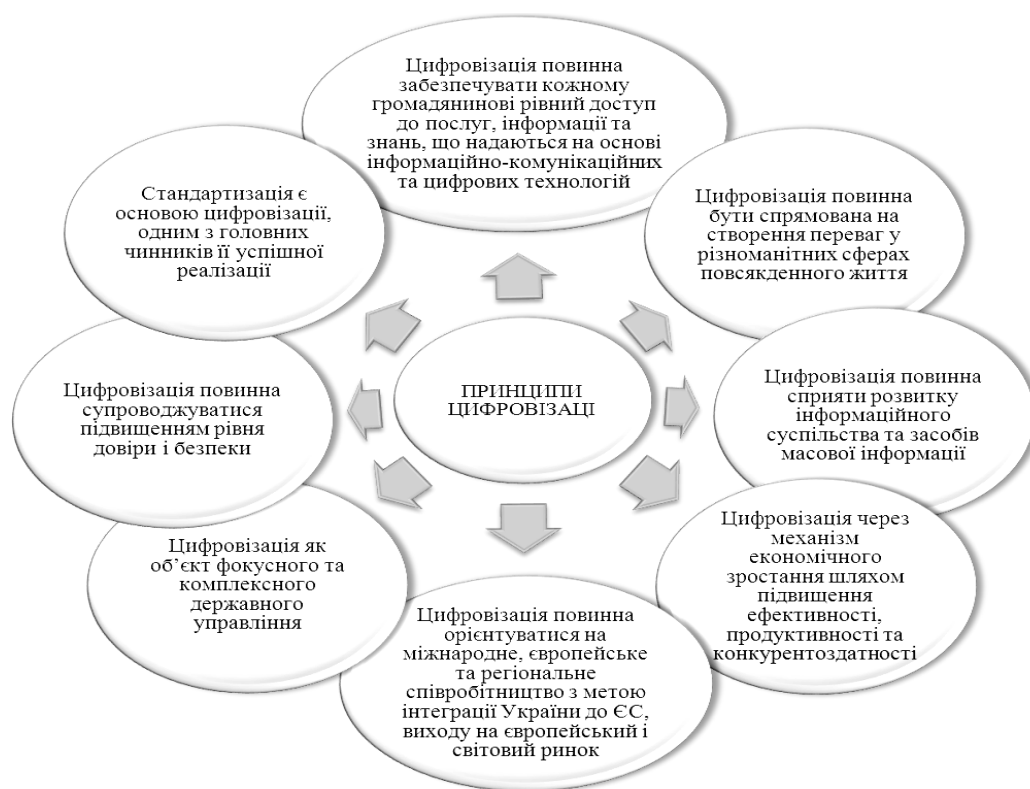 Цифровізація повинна
забезпечувати кожному
громадянинові рівний доступ
до послуг, інформації та
знань, що надаються на основі
інформаційно-комунікаційних
та цифрових технологій
Цифровізація повинна
бути спрямована на
створення переваг у
різноманітних сферах
повсякденного життя
Цифровізація повинна
сприяти розвитку
інформаційного
суспільства та засобів
масової інформації
Цифровізація через
механізм
економічного
зростання шляхом
підвищення
ефективності,
продуктивності та
конкурентоздатності
Цифровізація повинна
орієнтуватися на
міжнародне, європейське
та регіональне
співробітництво з метою
інтеграції України до ЄС,
виходу на європейський і
світовий ринок
Цифровізація як
об’єкт фокусного та
комплексного
державного
управління
Цифровізація повинна
супроводжуватися
підвищенням рівня
довіри і безпеки
Стандартизація є
основою цифровізації,
одним з головних
чинників її успішної
реалізації
ПРИНЦИПИ
ЦИФРОВІЗАЦІ